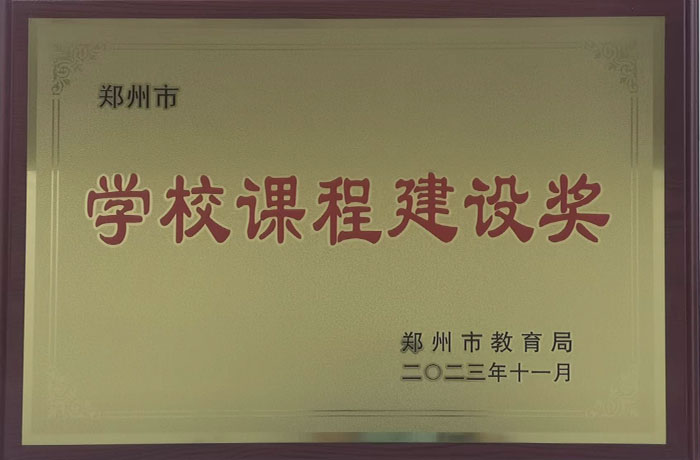 郑州市
学校课程建设奖
郑州市教育局
二〇二三年十一月